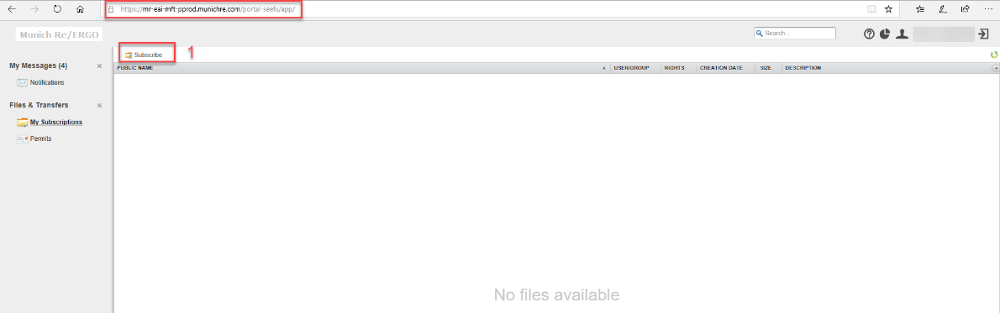 https://mr-eai-mft-pprod.munichre.com/portal-seefx/app/
Munich Re/ERGO
Search...
Subscribe
1
My Messages (4)
Notifications
Files & Transfers
My Subscriptions
Permits
PUBLIC NAME USER/GROUP RIGHTS CREATION DATE SIZE DESCRIPTION
No files available